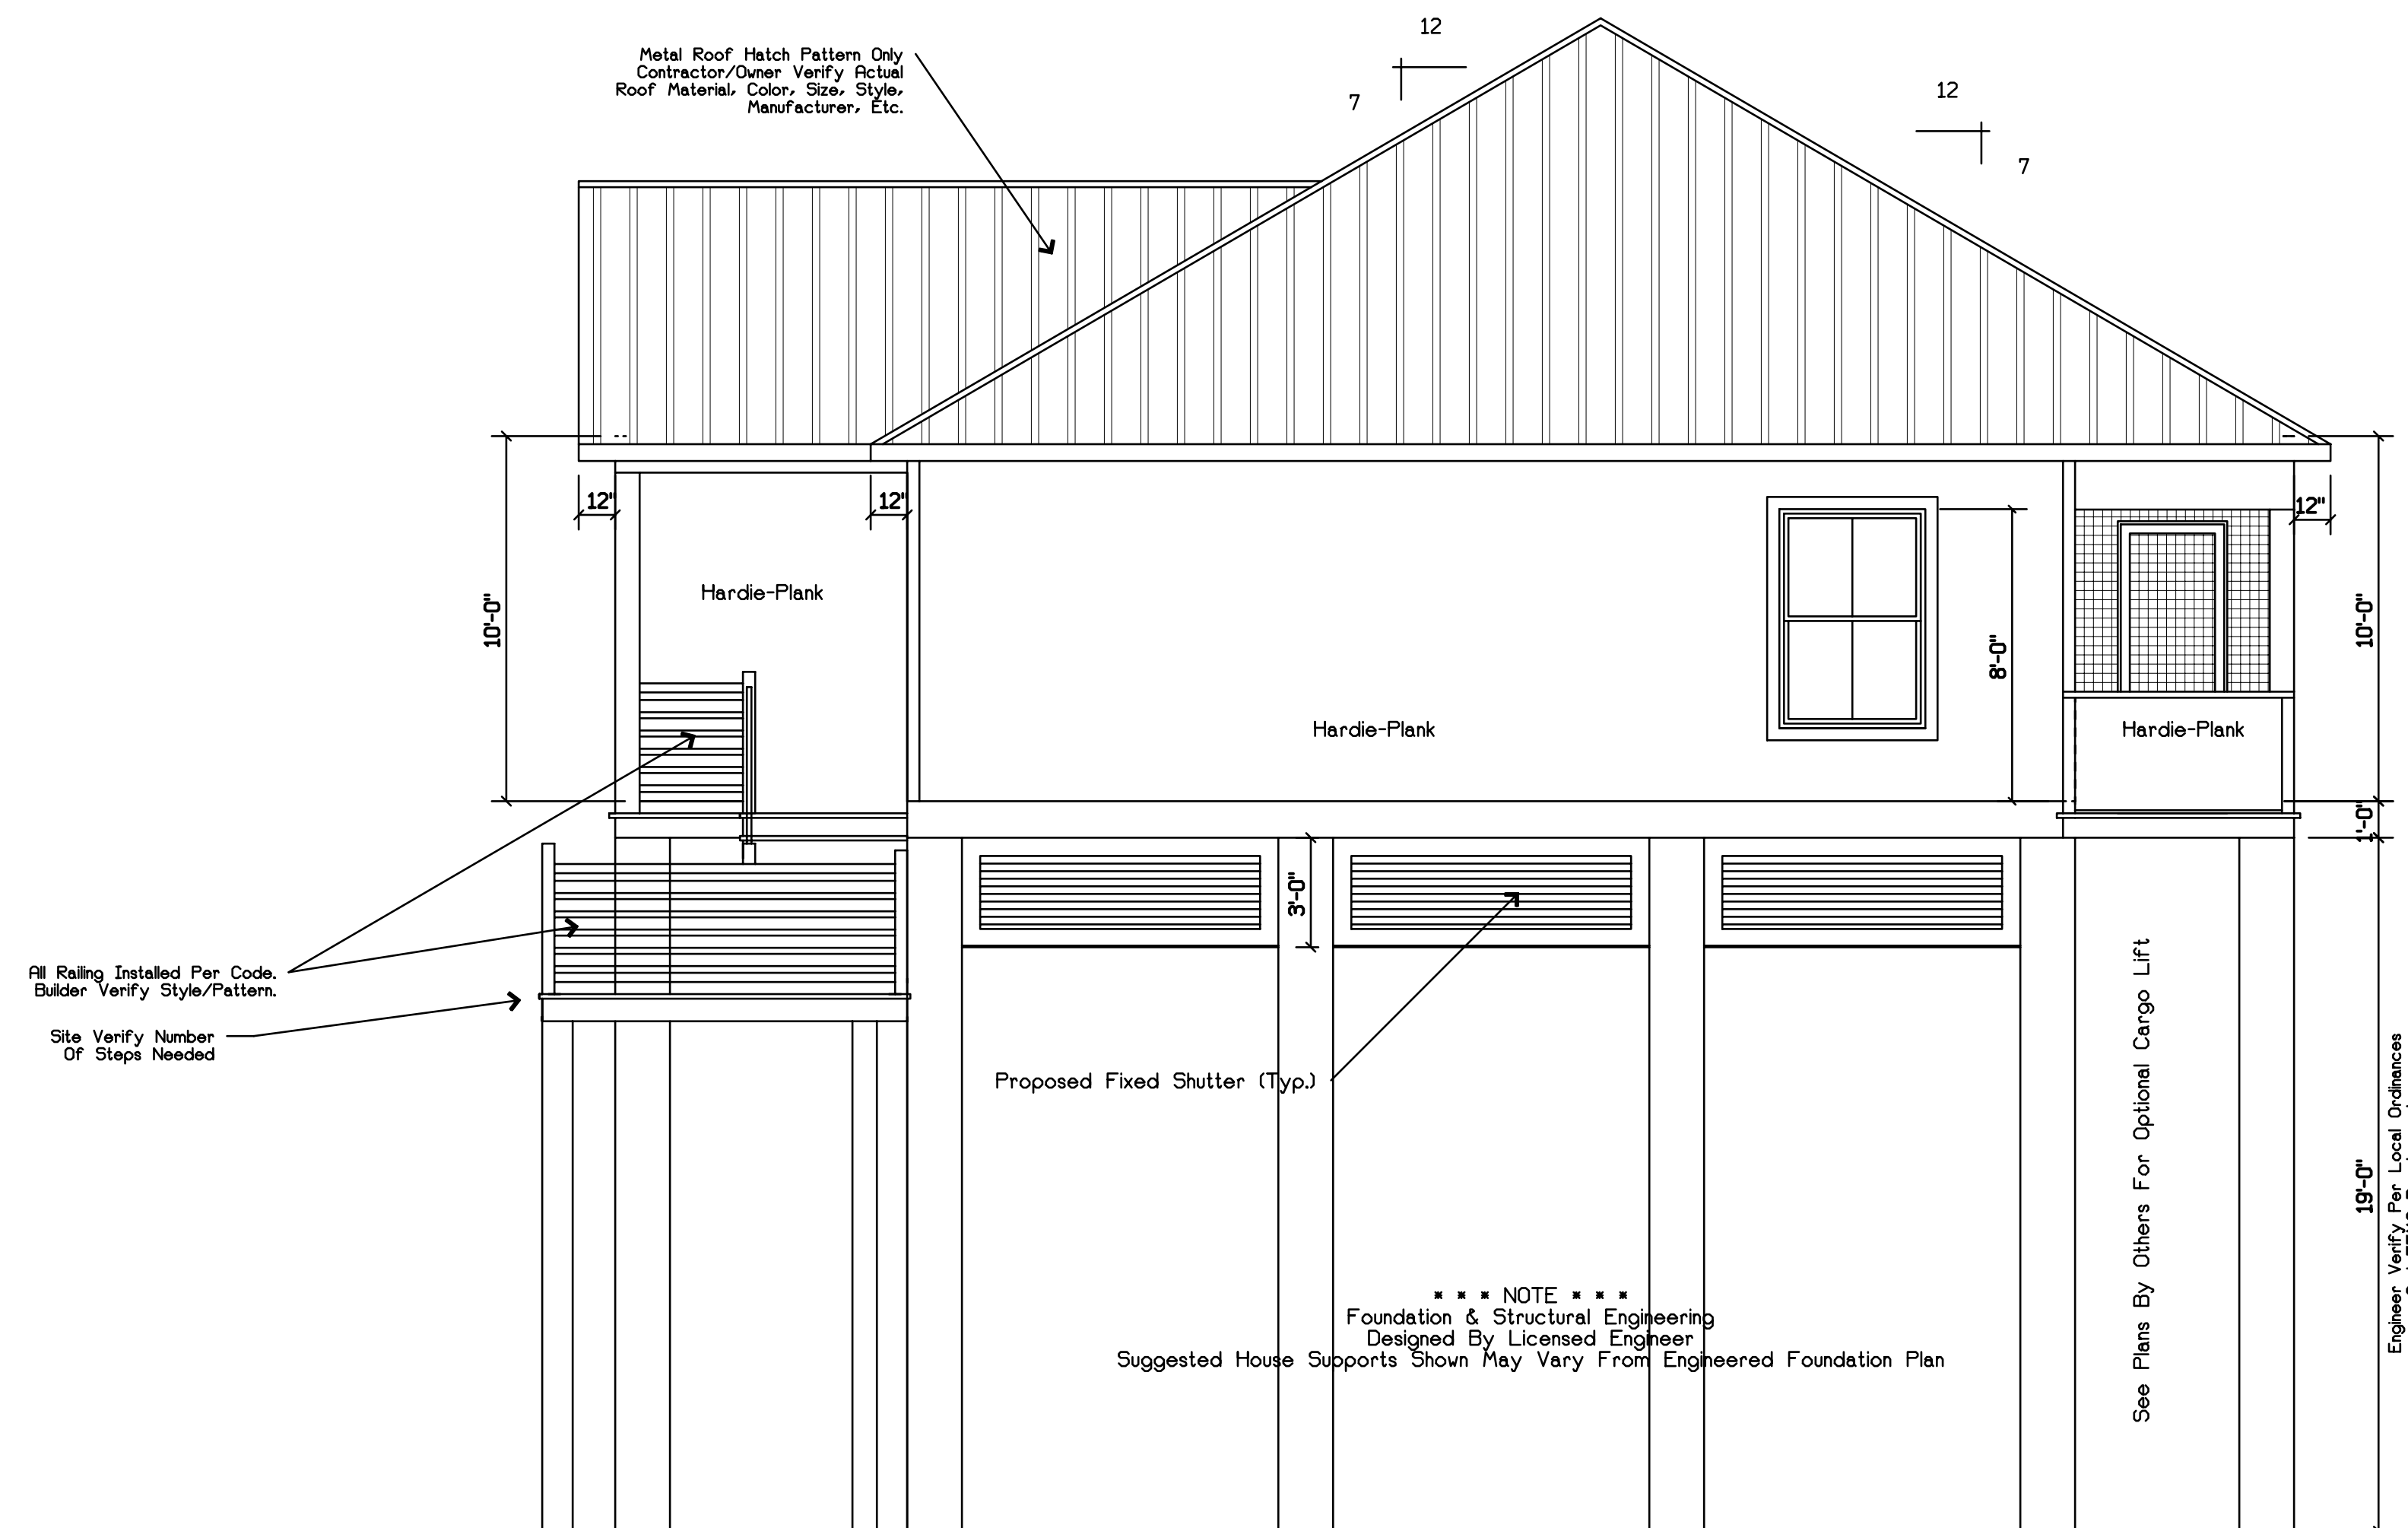 12
7
12
7
Metal Roof Hatch Pattern Only
Contractor/Owner Verify Actual
Roof Material, Color, Size, Style,
Manufacturer, Etc.
12"
12"
12"
10'-0"
Hardie-Plank
8'-0"
10'-0"
Hardie-Plank
Hardie-Plank
1'-0"
3'-0"
All Railing Installed Per Code.
Builder Verify Style/Pattern.
Site Verify Number
Of Steps Needed
Proposed Fixed Shutter (Typ.)
See Plans By Others For Optional Cargo Lift
19'-0"
Engineer Verify Per Local Ordinances
* * * NOTE * * *
Foundation & Structural Engineering
Designed By Licensed Engineer
Suggested House Supports Shown May Vary From Engineered Foundation Plan